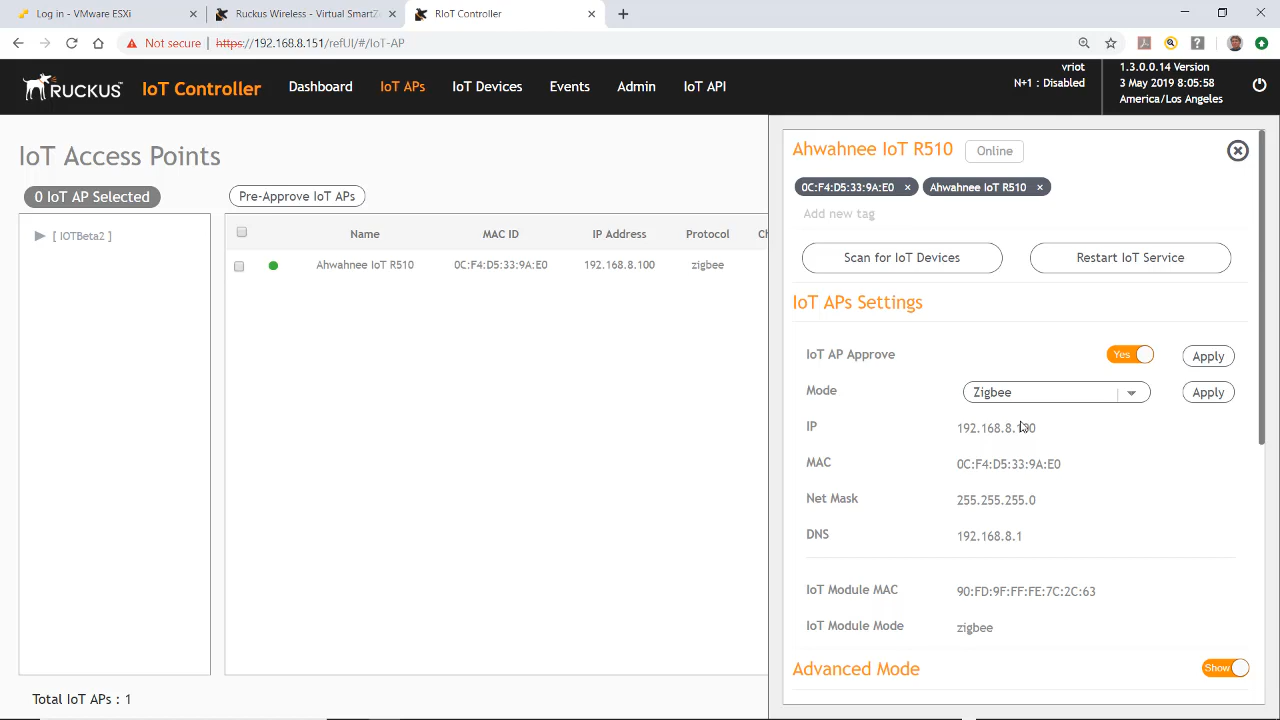 Log in - VMware ESXi
Ruckus Wireless - Virtual SmartZ
RIoT Controller
Not secure
https://192.168.8.151/refUI/#/IoT-AP
RUCKUS™
IoT Controller
Dashboard
IoT APs
IoT Devices
Events
Admin
IoT API
vriot
N+1 : Disabled
1.3.0.0.14 Version
3 May 2019 8:05:58
America/Los Angeles
IoT Access Points
0 IoT AP Selected
Pre-Approve IoT APs
[ IOTBeta2 ]
Name MAC ID IP Address Protocol Ch
Ahwahnee IoT R510 0C:F4:D5:33:9A:E0 192.168.8.100 zigbee
Total IoT APs : 1
Ahwahnee IoT R510 Online
0C:F4:D5:33:9A:E0 × Ahwahnee IoT R510 ×
Add new tag
Scan for IoT Devices Restart IoT Service
IoT APs Settings
IoT AP Approve Yes Apply
Mode Zigbee Apply
IP 192.168.8.100
MAC 0C:F4:D5:33:9A:E0
Net Mask 255.255.255.0
DNS 192.168.8.1
IoT Module MAC 90:FD:9F:FF:FE:7C:2C:63
IoT Module Mode zigbee
Advanced Mode Show